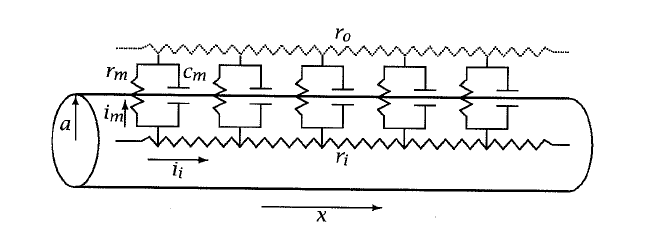 r_o
r_m c_m
i_m
a
i_i r_i
x